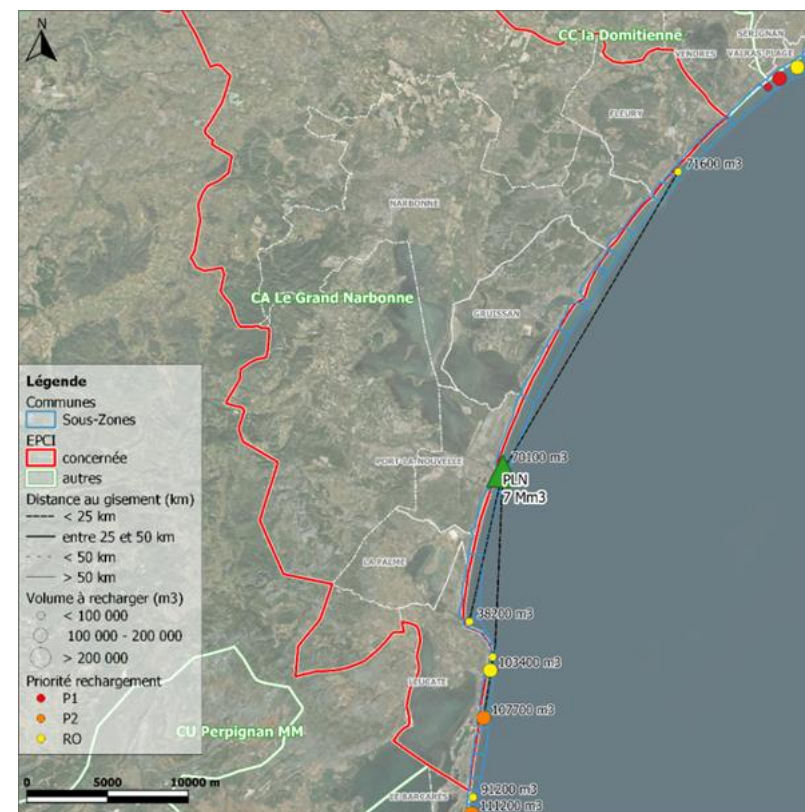 N
CC la Domitienne
SERIGNAN
VENDRES
VALRAS-PLAGE
FLEURY
71600 m3
NARBONNE
CA Le Grand Narbonne
GRUISSAN
PORT-LA-NOUVELLE
70100 m3
PLN
7 Mm3
LA PALME
38200 m3
103400 m3
LEUCATE
107700 m3
CU Perpignan MM
91200 m3
LE BARCARES
111200 m3
Légende
Communes
Sous-Zones
EPCI
concernée
autres
Distance au gisement (km)
< 25 km
entre 25 et 50 km
< 50 km
> 50 km
Volume à recharger (m3)
< 100 000
100 000 - 200 000
> 200 000
Priorité rechargement
P1
P2
RO
0 5000 10000 m